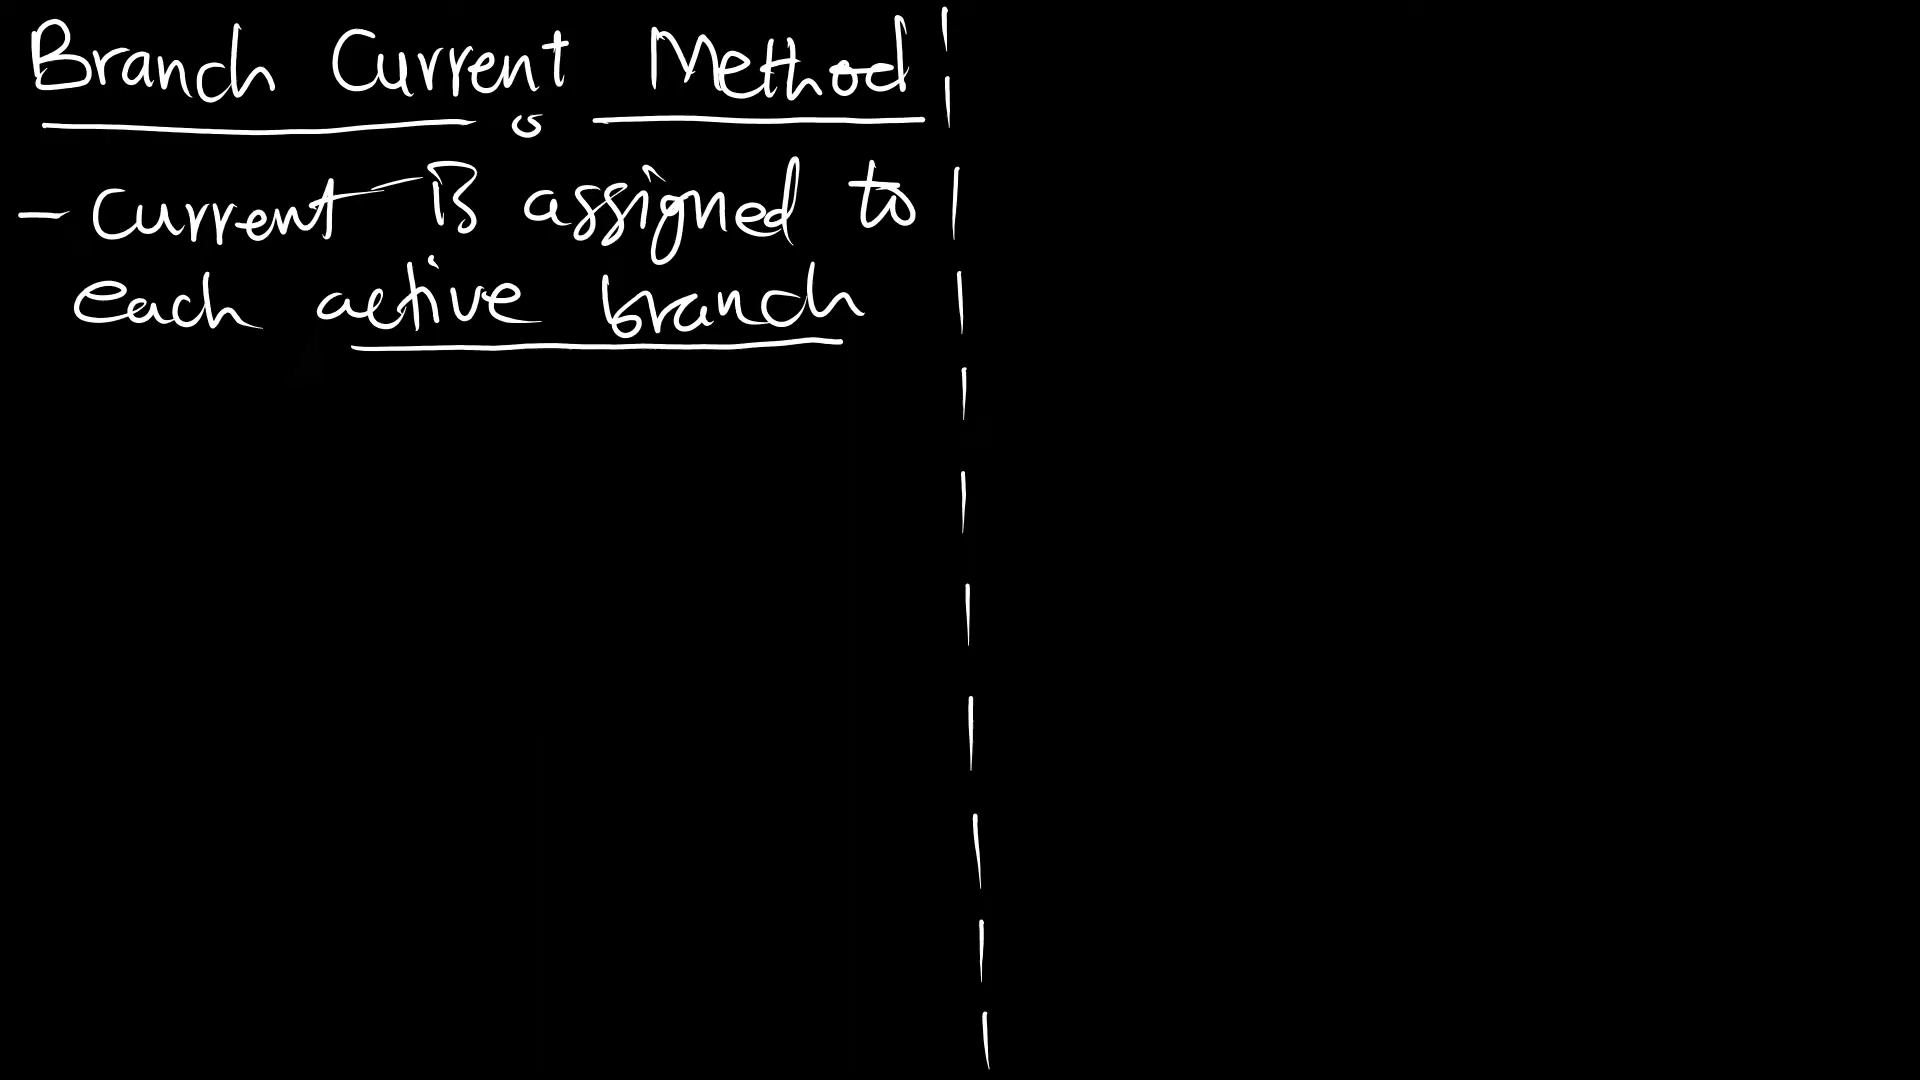 Branch Current Method
- Current is assigned to
each active branch